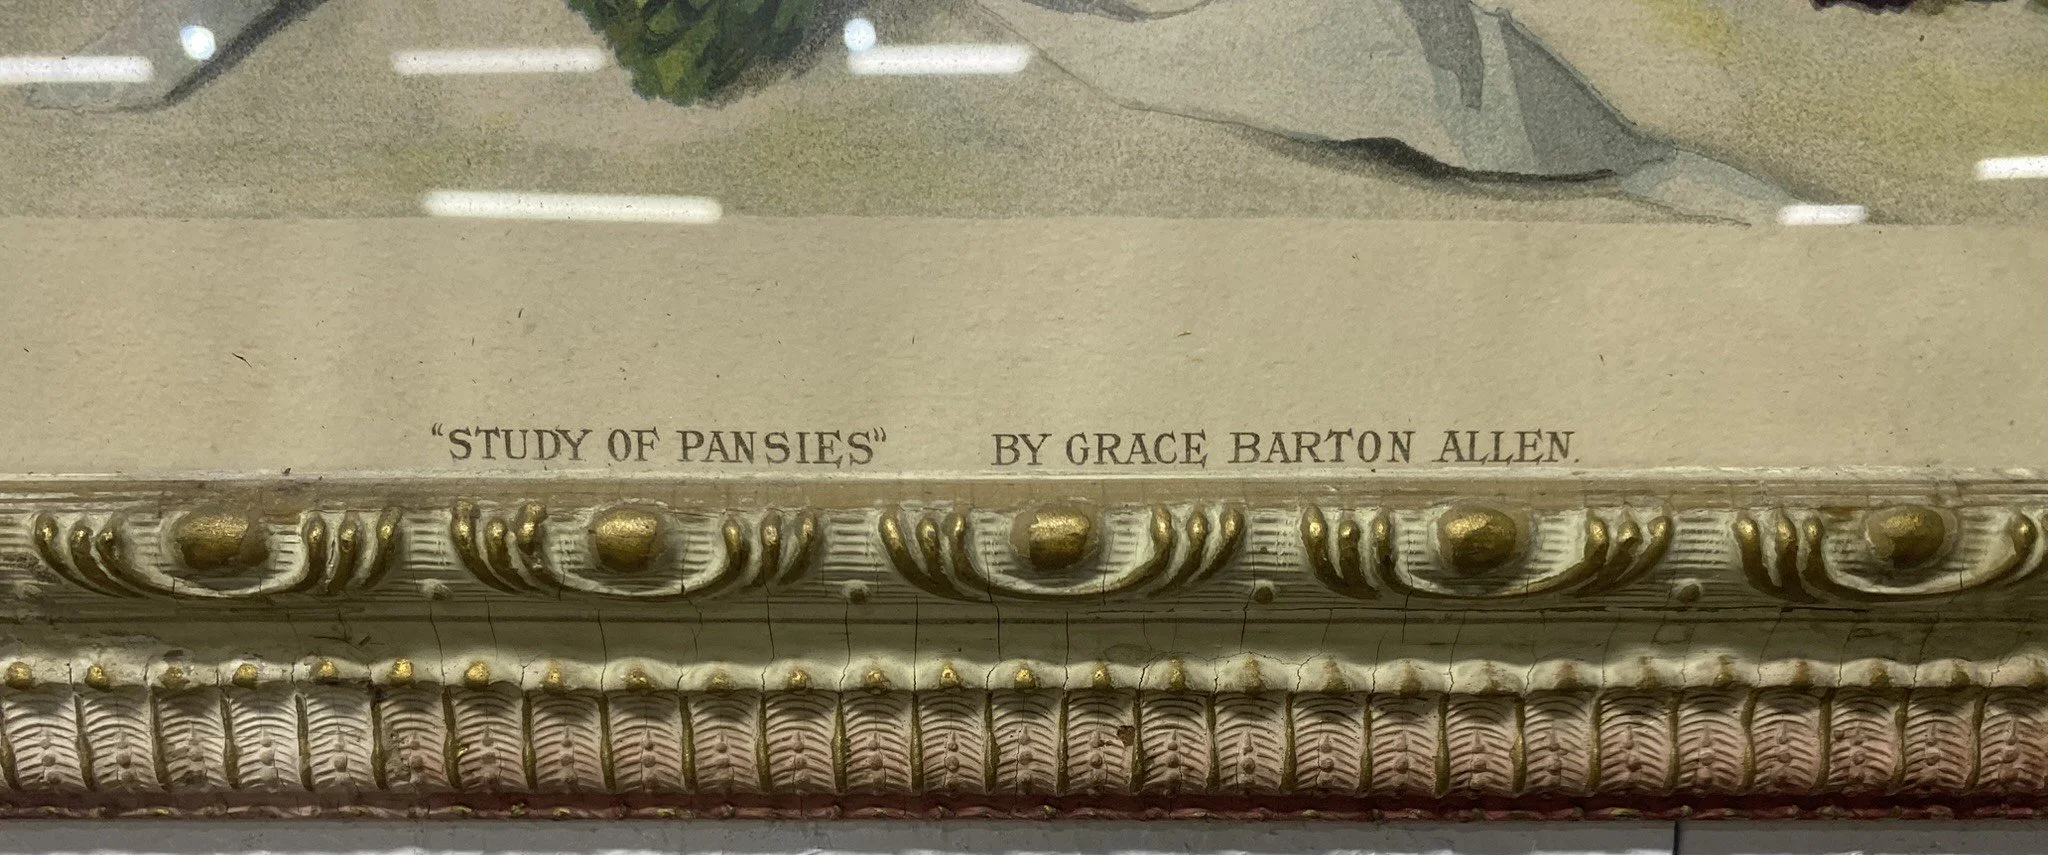 “STUDY OF PANSIES” BY GRACE BARTON ALLEN.